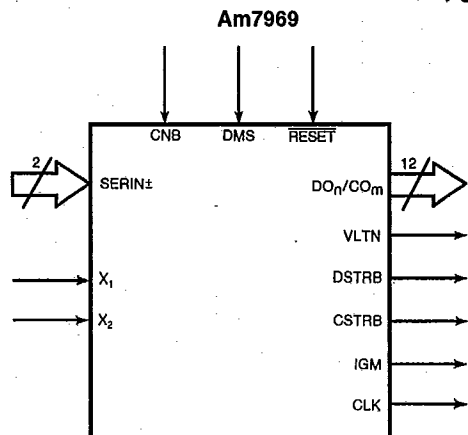 Am7969
CNB DMS RESET
2 SERIN± DOn/COm 12
VLTN
X1 DSTRB
X2 CSTRB
IGM
CLK